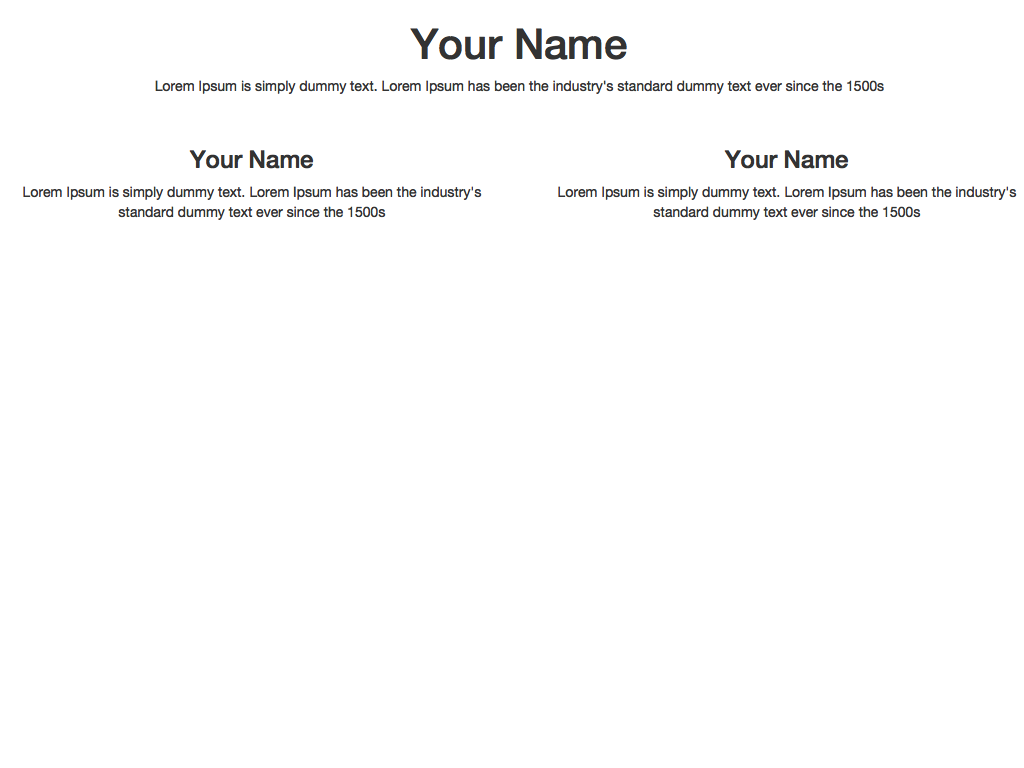 Your Name
Lorem Ipsum is simply dummy text. Lorem Ipsum has been the industry's standard dummy text ever since the 1500s
Your Name
Lorem Ipsum is simply dummy text. Lorem Ipsum has been the industry's
standard dummy text ever since the 1500s
Your Name
Lorem Ipsum is simply dummy text. Lorem Ipsum has been the industry's
standard dummy text ever since the 1500s